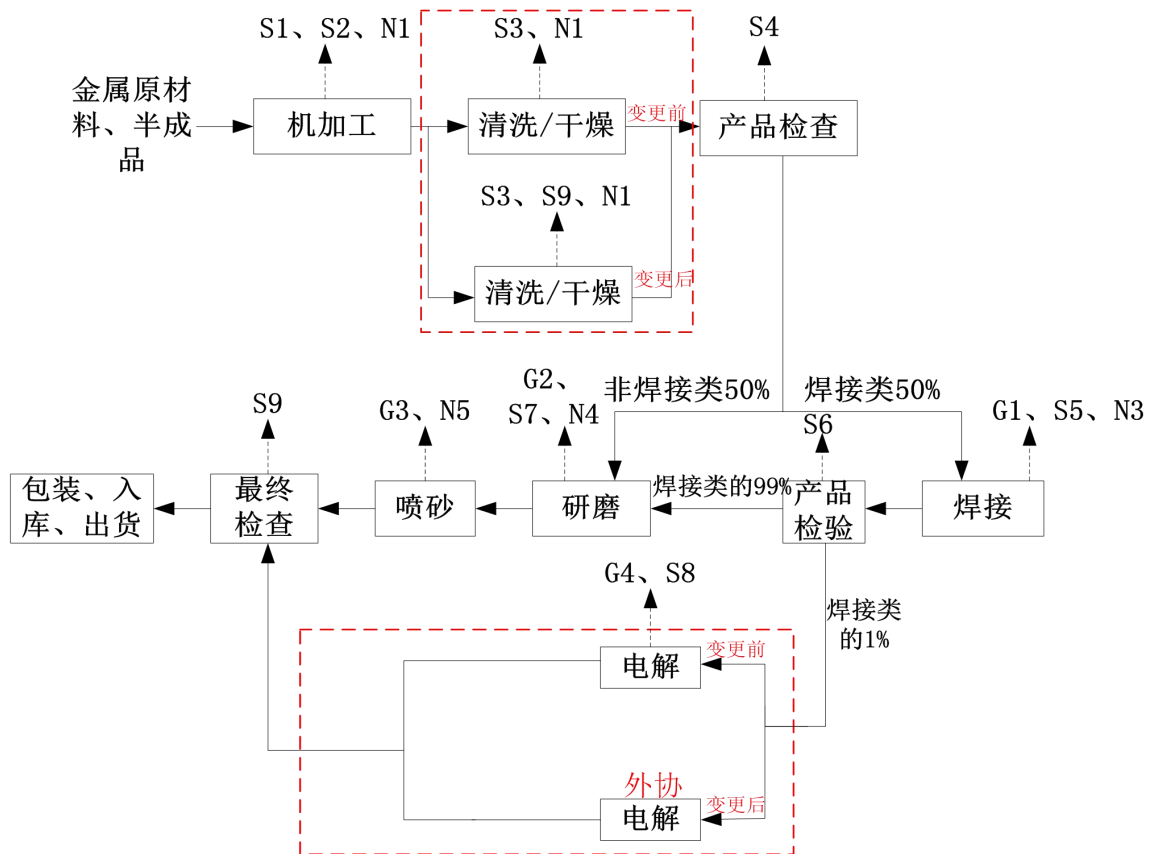 S1、S2、N1
S3、N1
S4
金属原材
料、半成
品
机加工
清洗/干燥
变更前
产品检查
S3、S9、N1
清洗/干燥
变更后
非焊接类50%
焊接类50%
G2、
S7、N4
G3、N5
S9
S6
G1、S5、N3
包装、入
库、出货
最终
检查
喷砂
研磨
焊接类的99%
产品
检验
焊接
G4、S8
焊接类
的1%
电解
变更前
外协
电解
变更后